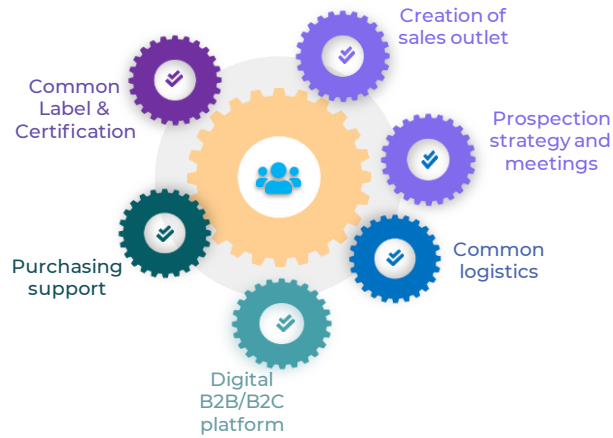 Creation of
sales outlet
Common
Label &
Certification
Prospection
strategy and
meetings
Common
logistics
Purchasing
support
Digital
B2B/B2C
platform